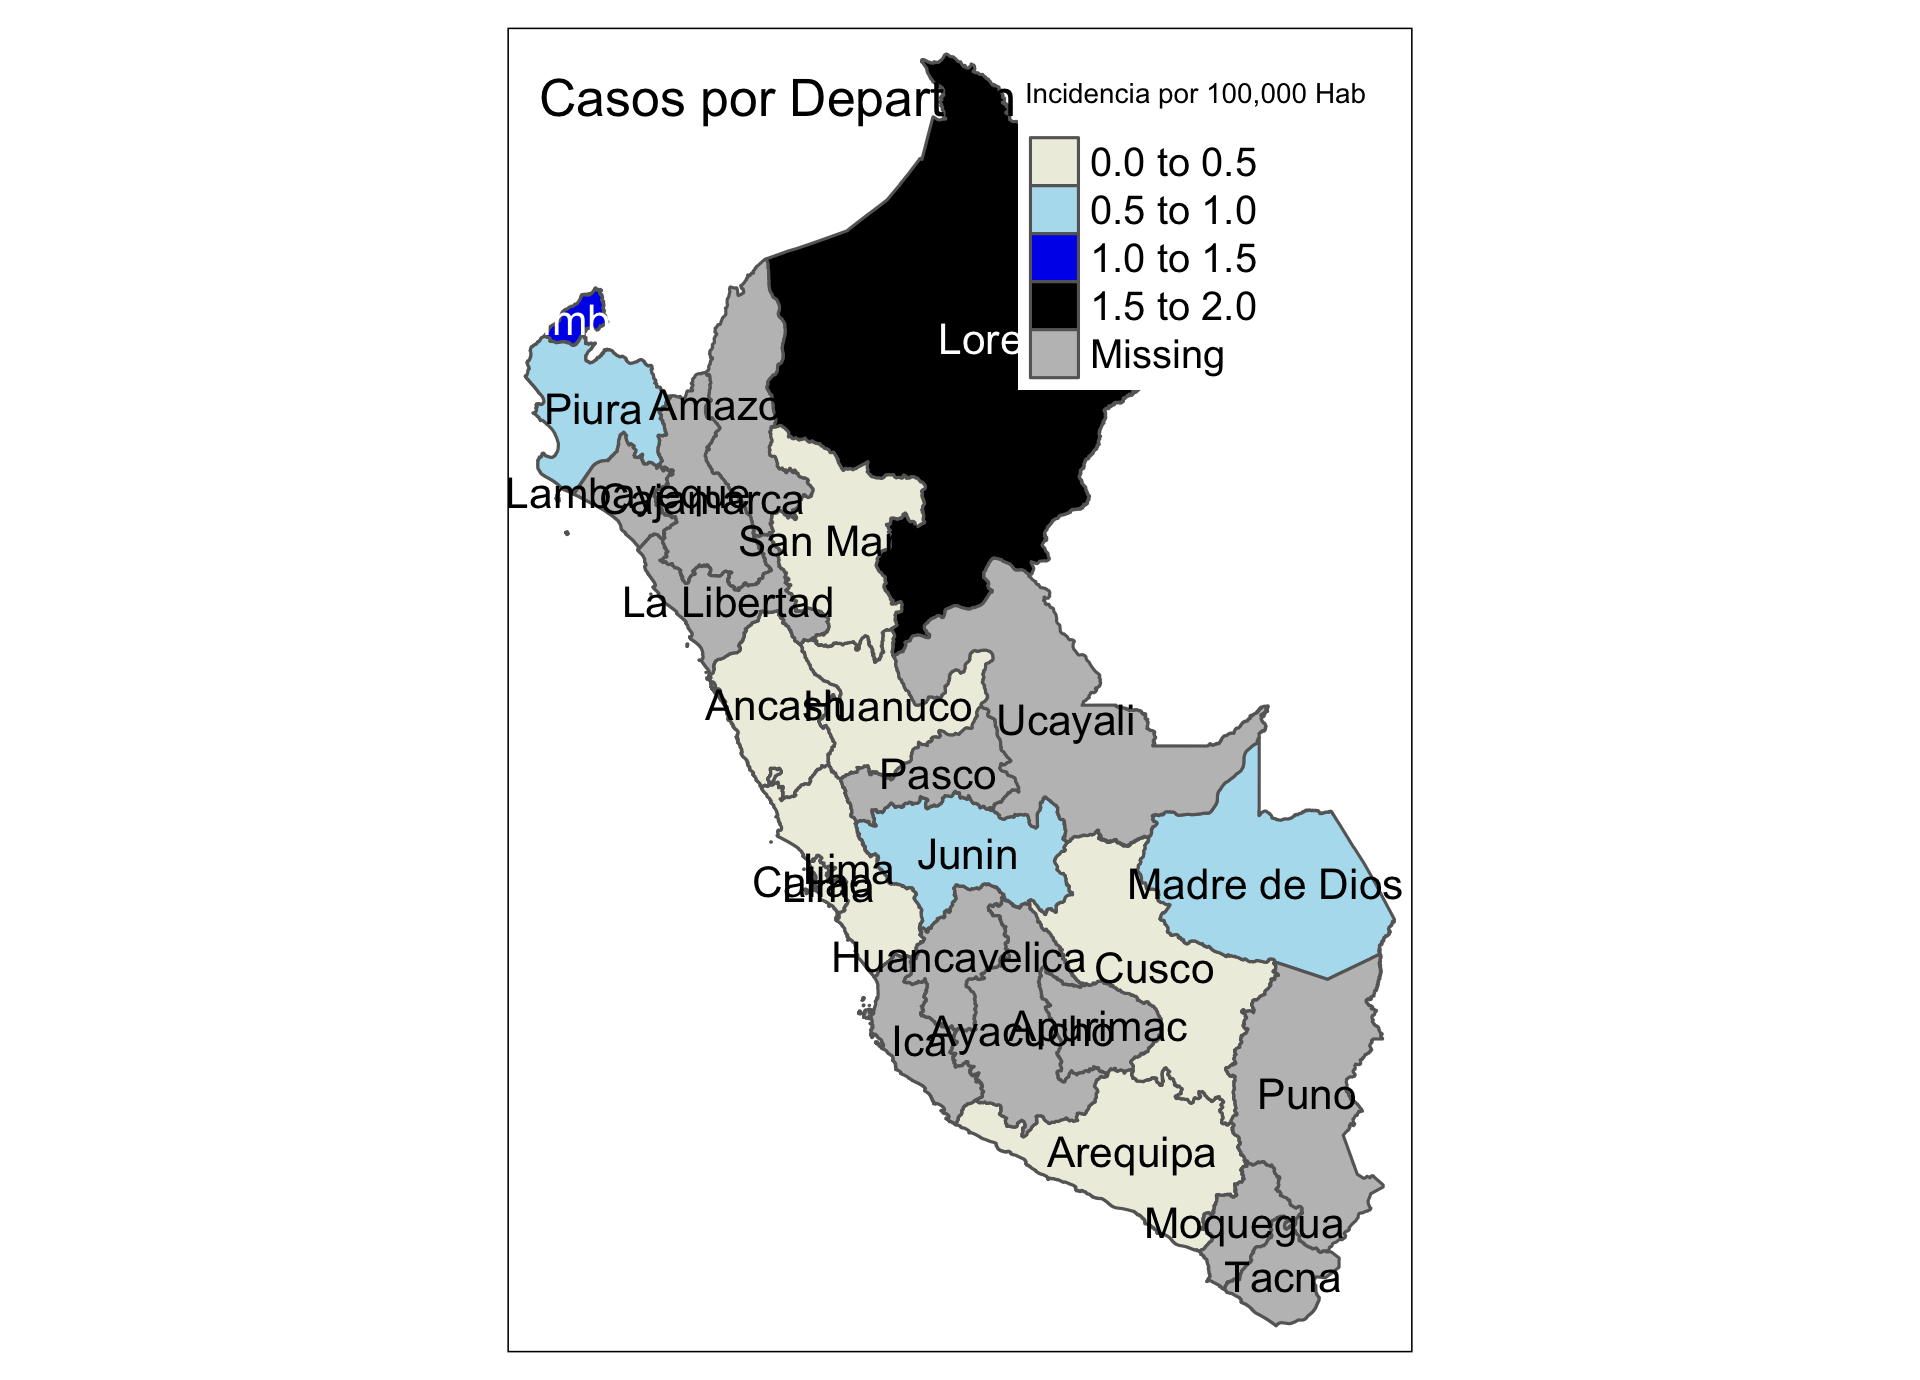 Casos por Depart
Incidencia por 100,000 Hab
0.0 to 0.5
0.5 to 1.0
1.0 to 1.5
1.5 to 2.0
Missing
Lore
mb
Piura
Amazo
Lambayeque
Cajamarca
San Mar
La Libertad
Ancash
Huanuco
Ucayali
Pasco
Junin
Lima
Callao
Lima
Madre de Dios
Huancavelica
Cusco
Ica
Ayacucho
Apurimac
Puno
Arequipa
Moquegua
Tacna